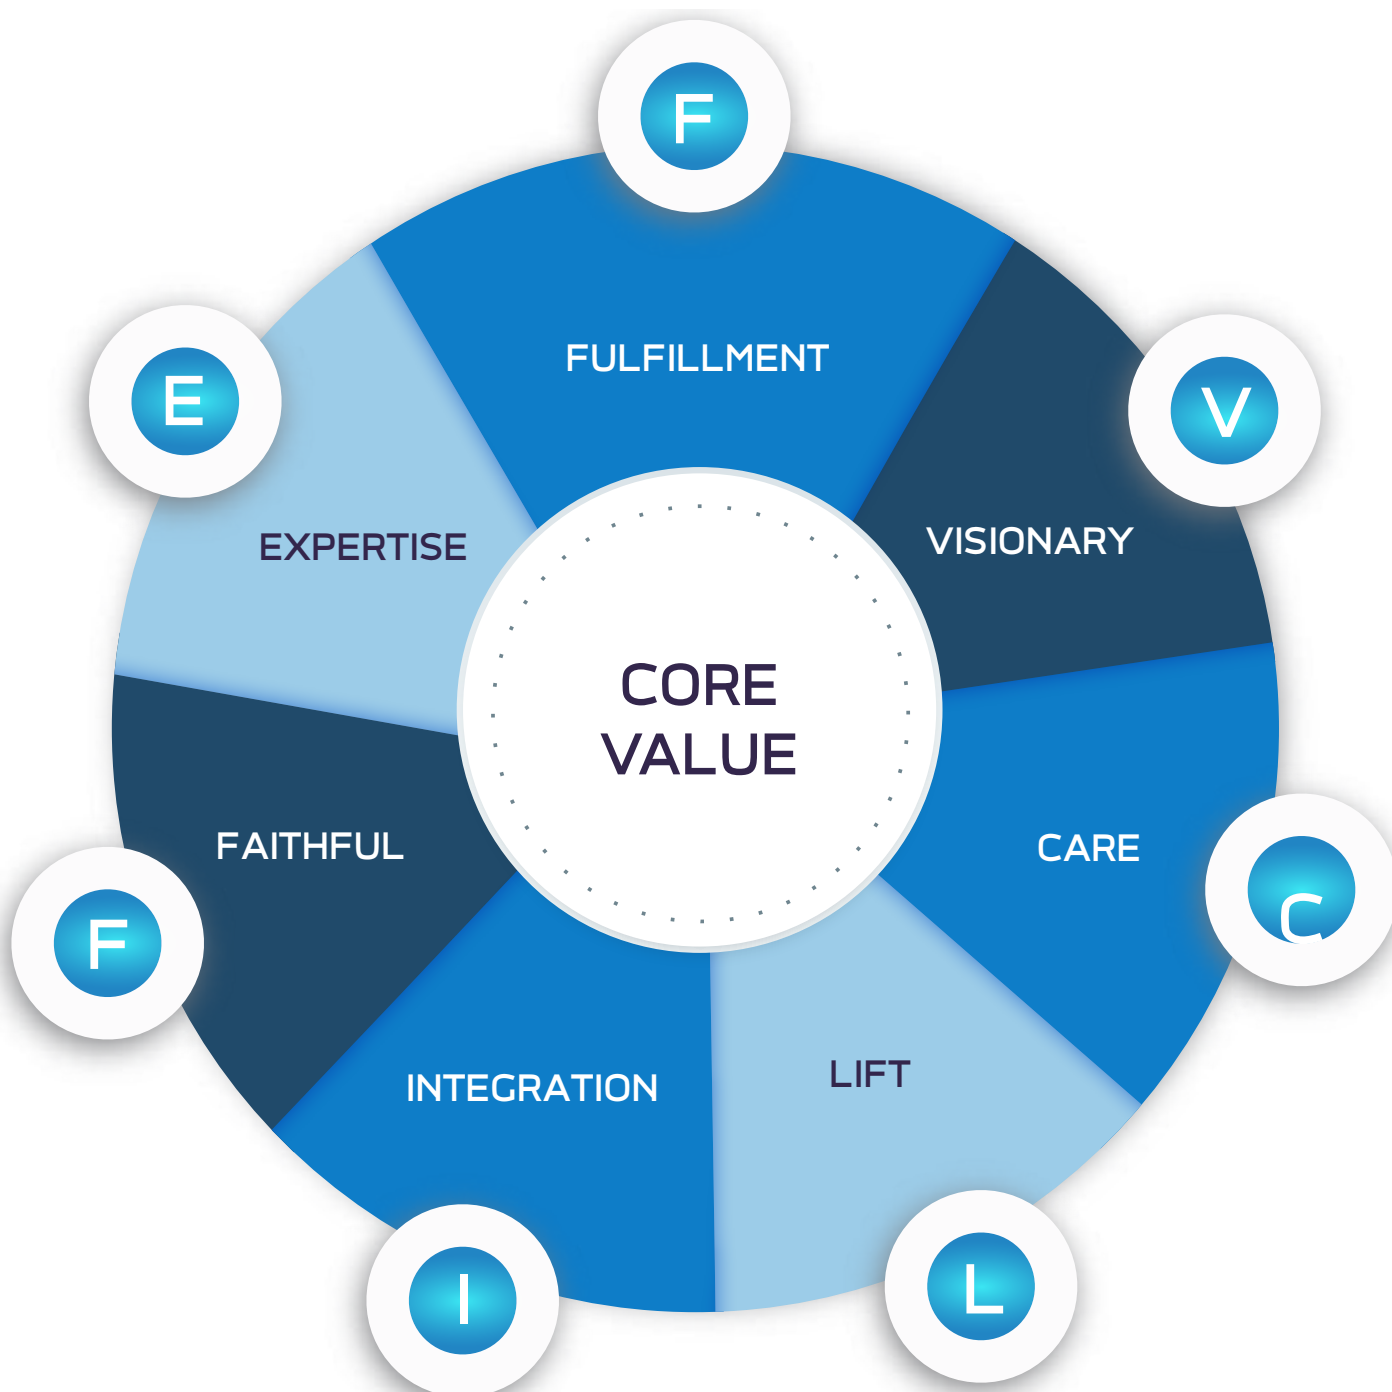 F
FULFILLMENT
V
VISIONARY
C
CARE
L
LIFT
I
INTEGRATION
F
FAITHFUL
E
EXPERTISE
CORE
VALUE